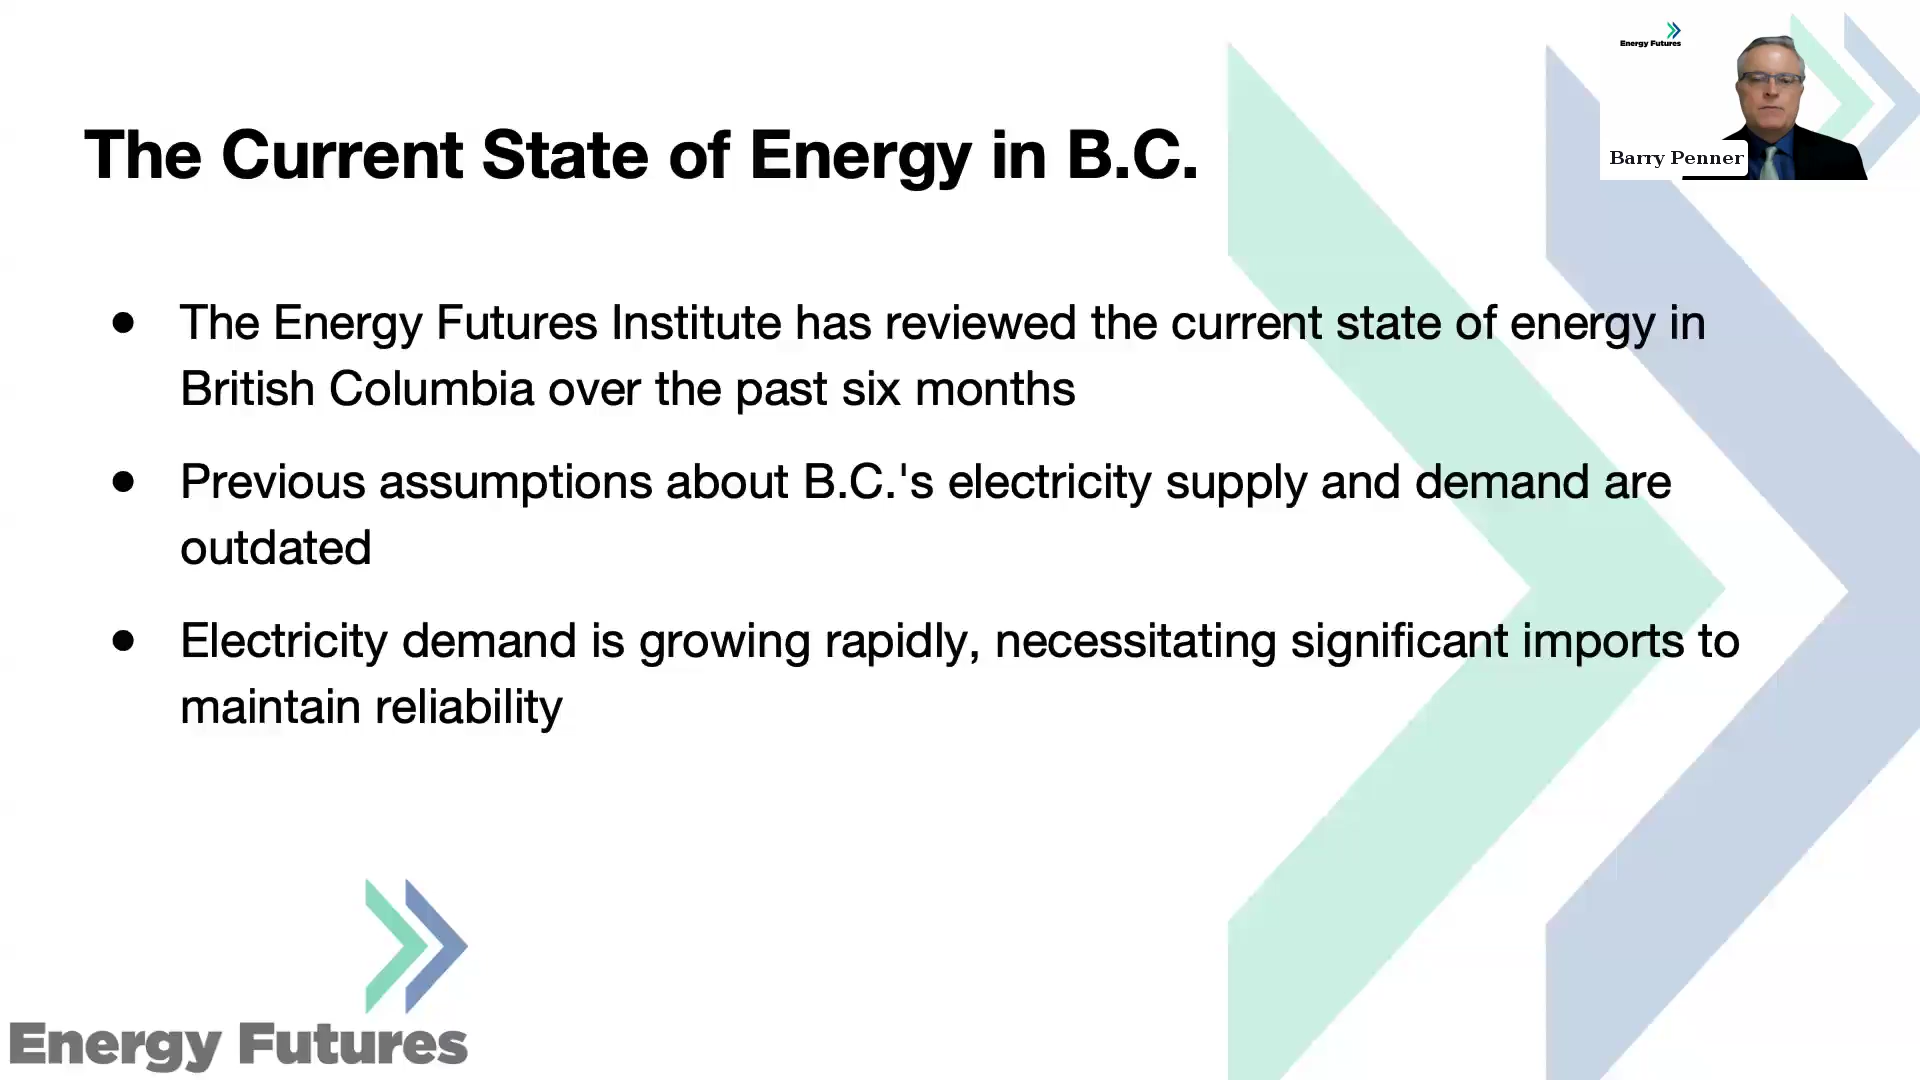 Energy Futures
Barry Penner
The Current State of Energy in B.C.
● The Energy Futures Institute has reviewed the current state of energy in
British Columbia over the past six months
● Previous assumptions about B.C.'s electricity supply and demand are
outdated
● Electricity demand is growing rapidly, necessitating significant imports to
maintain reliability
Energy Futures